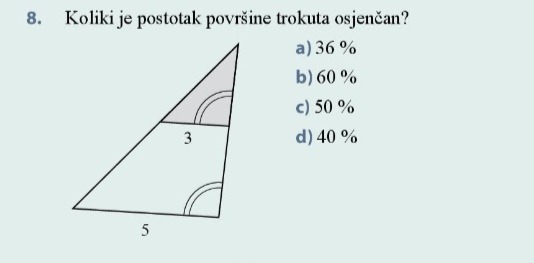 8. Koliki je postotak površine trokuta osjenčan?
a) 36 %
b) 60 %
c) 50 %
d) 40 %
3
5